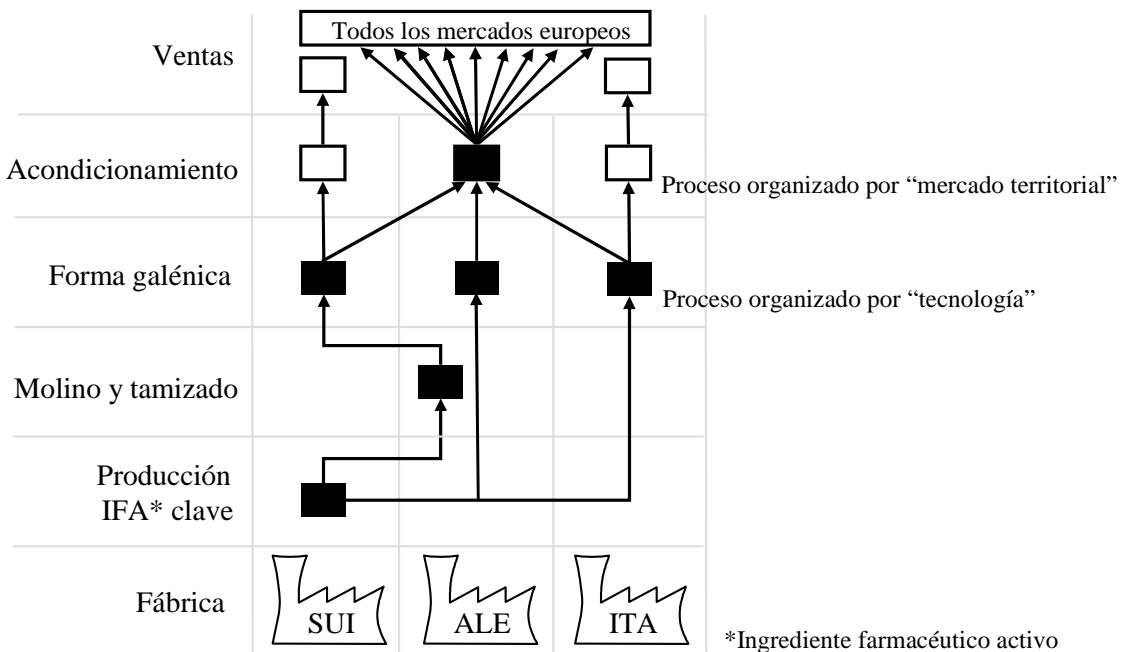 Todos los mercados europeos
Ventas
Acondicionamiento
Proceso organizado por “mercado territorial”
Forma galénica
Proceso organizado por “tecnología”
Molino y tamizado
Producción
IFA* clave
Fábrica
SUI
ALE
ITA
*Ingrediente farmacéutico activo